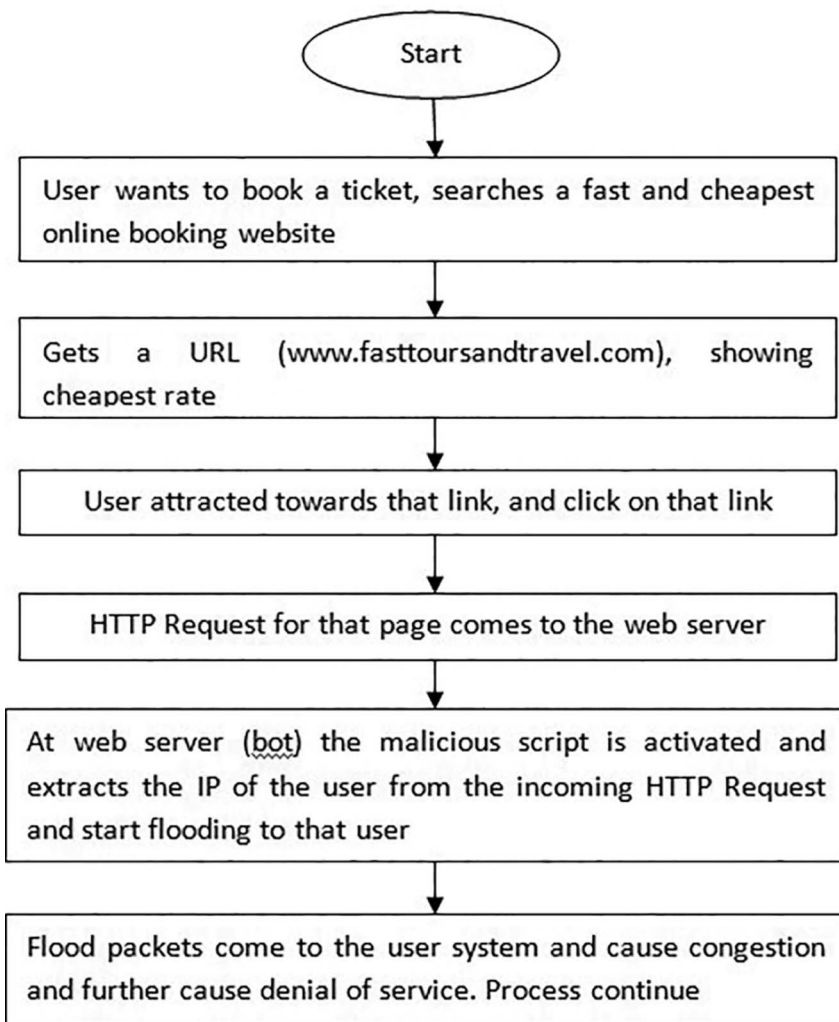 Start
User wants to book a ticket, searches a fast and cheapest
online booking website
Gets a URL (www.fasttoursandtravel.com), showing
cheapest rate
User attracted towards that link, and click on that link
HTTP Request for that page comes to the web server
At web server (bot) the malicious script is activated and
extracts the IP of the user from the incoming HTTP Request
and start flooding to that user
Flood packets come to the user system and cause congestion
and further cause denial of service. Process continue